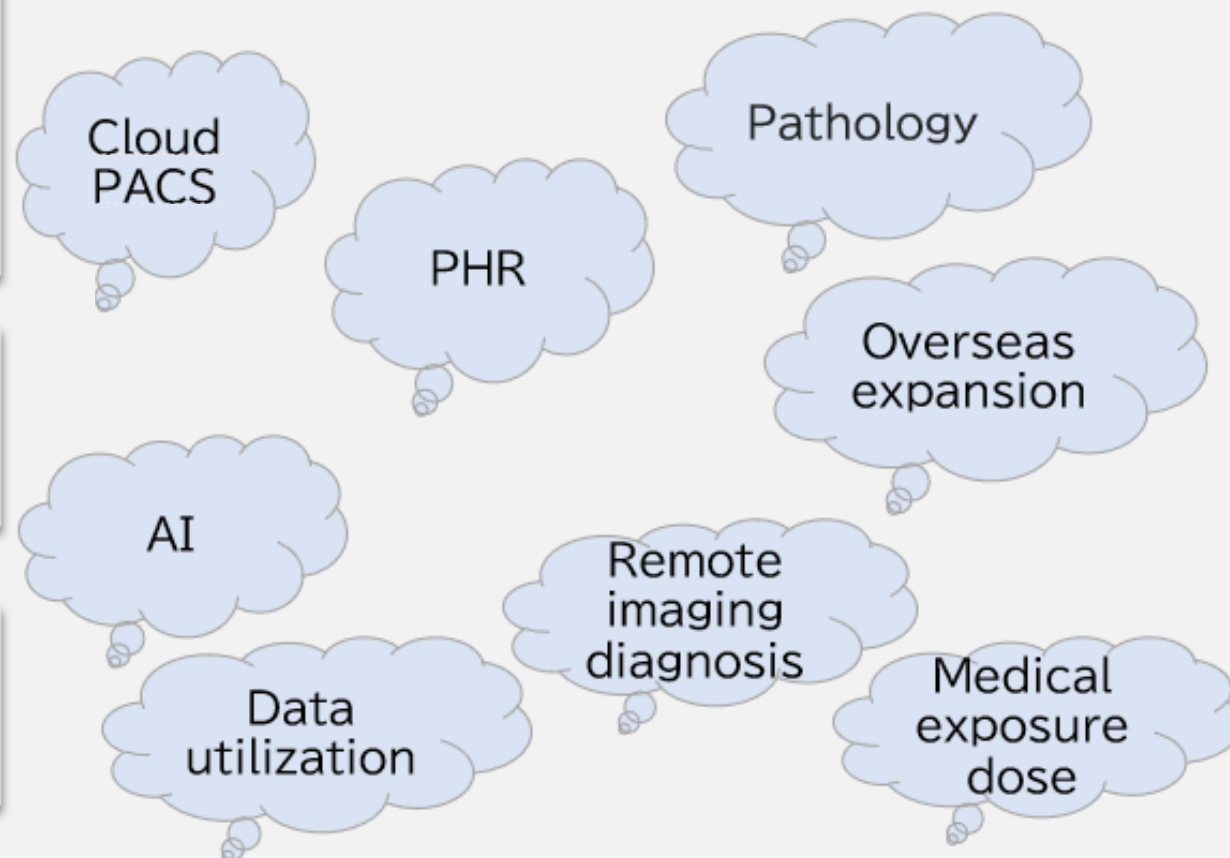 Cloud
PACS
PHR
Pathology
Overseas
expansion
AI
Remote
imaging
diagnosis
Data
utilization
Medical
exposure
dose